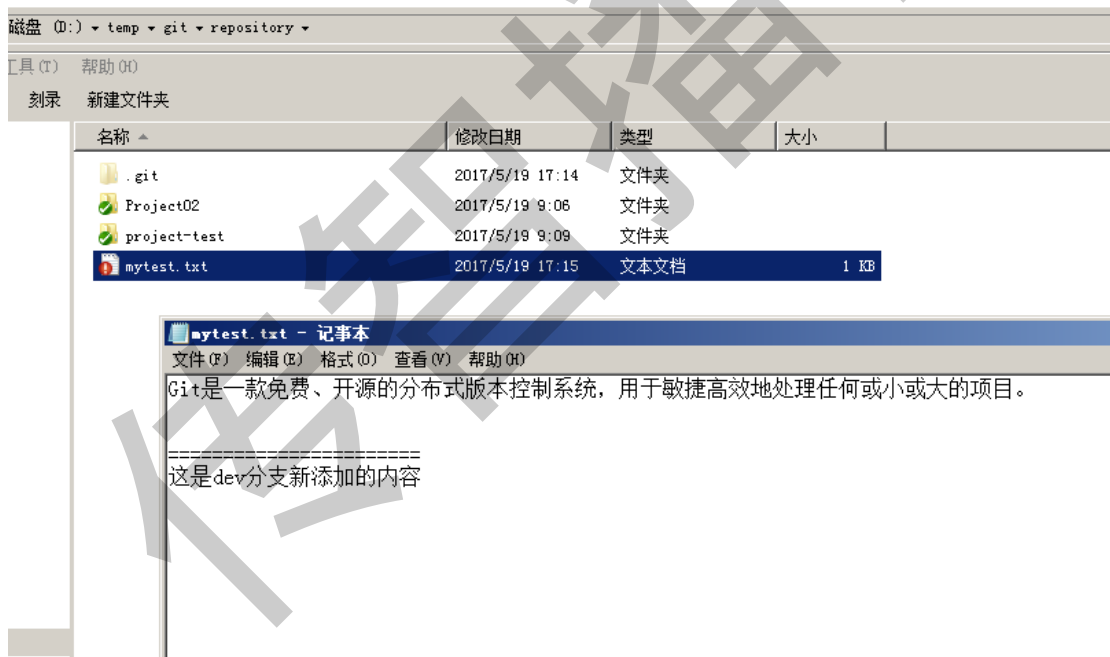 磁盘 (D:) temp git repository
工具(T) 帮助(H)
刻录 新建文件夹
名称 修改日期 类型 大小
.git 2017/5/19 17:14 文件夹
Project02 2017/5/19 9:06 文件夹
project-test 2017/5/19 9:09 文件夹
mytest.txt 2017/5/19 17:15 文本文档 1 KB
mytest.txt - 记事本
文件(F) 编辑(E) 格式(O) 查看(V) 帮助(H)
Git是一款免费、开源的分布式版本控制系统，用于敏捷高效地处理任何或小或大的项目。
=======================
这是dev分支新添加的内容
传智播